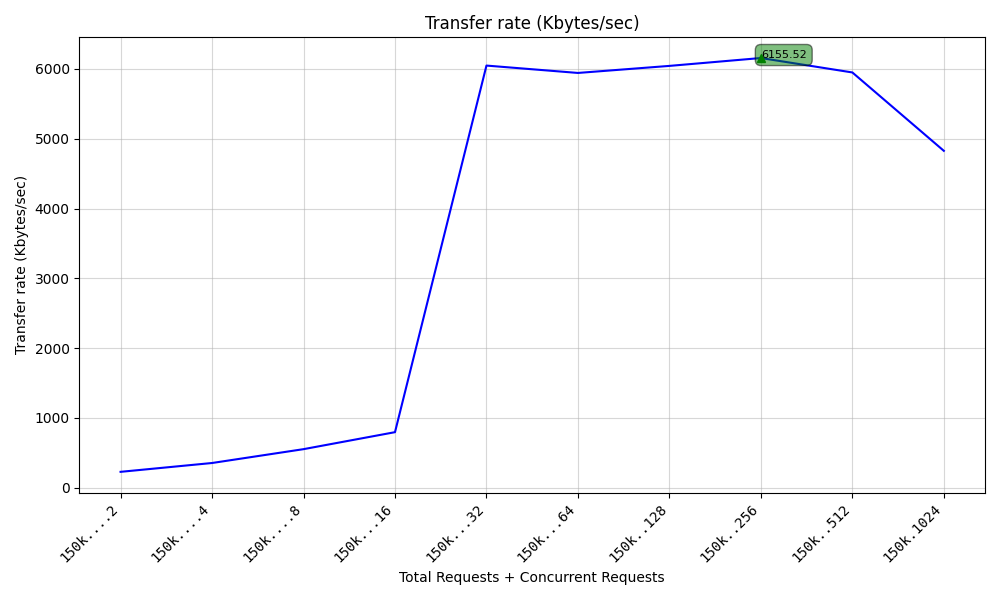 Transfer rate (Kbytes/sec)
6155.52
Transfer rate (Kbytes/sec)
6000
5000
4000
3000
2000
1000
0
150k....2
150k....4
150k....8
150k...16
150k...32
150k...64
150k..128
150k..256
150k..512
150k.1024
Total Requests + Concurrent Requests